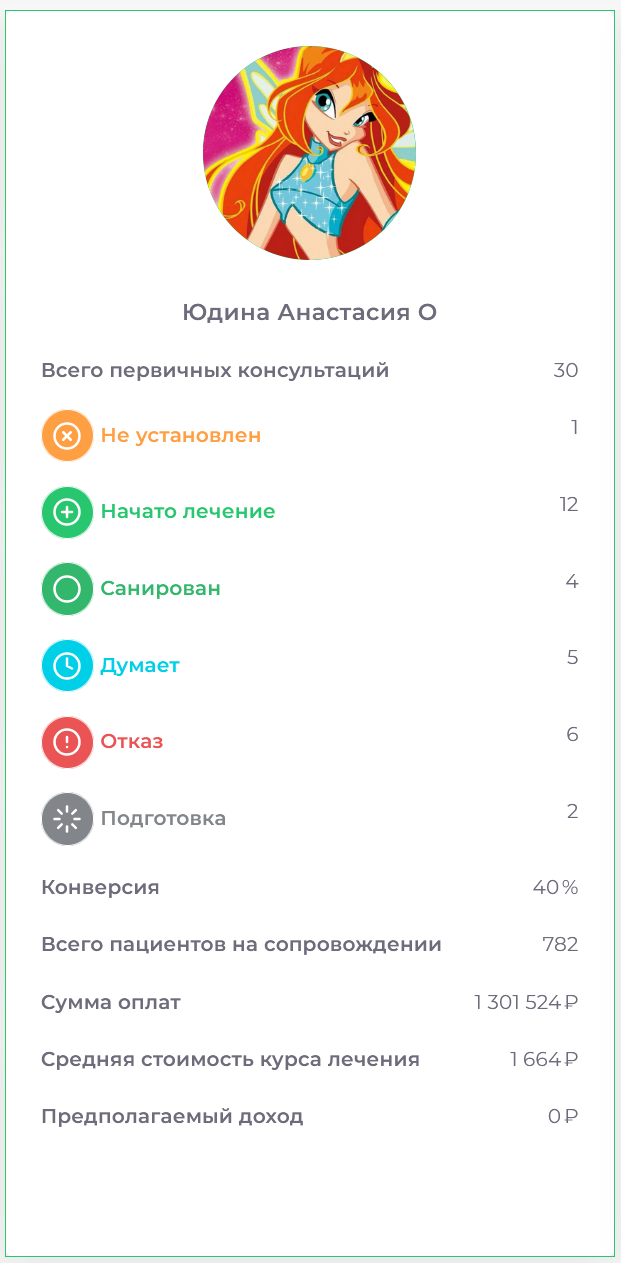 Юдина Анастасия О
Всего первичных консультаций 30
Не установлен 1
Начато лечение 12
Санирован 4
Думает 5
Отказ 6
Подготовка 2
Конверсия 40%
Всего пациентов на сопровождении 782
Сумма оплат 1 301 524₽
Средняя стоимость курса лечения 1 664₽
Предполагаемый доход 0₽